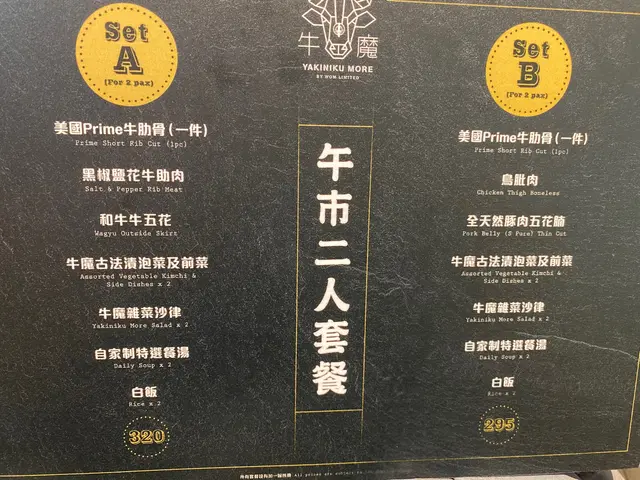 Set
A
(For 2 pax)
美國Prime牛肋骨(一件)
Prime Short Rib Cut (1pc)
黑椒鹽花牛助肉
Salt & Pepper Rib Meat
和牛牛五花
Wagyu Outside Skirt
牛魔古法漬泡菜及前菜
Assorted Vegetable Kimchi &
Side Dishes x 2
牛魔雜菜沙律
Yakiniku More Salad x 2
自家制特選餐湯
Daily Soup x 2
白飯
Rice x 2
320
牛魔
YAKINIKU MORE
BY WOM LIMITED
午市二人套餐
Set
B
(For 2 pax)
美國Prime牛肋骨(一件)
Prime Short Rib Cut (1pc)
鳥肶肉
Chicken Thigh Boneless
全天然豚肉五花腩
Pork Belly (S Pure) Thin Cut
牛魔古法漬泡菜及前菜
Assorted Vegetable Kimchi &
Side Dishes x 2
牛魔雜菜沙律
Yakiniku More Salad x 2
自家制特選餐湯
Daily Soup x 2
白飯
Rice x 2
295
All prices are subject to